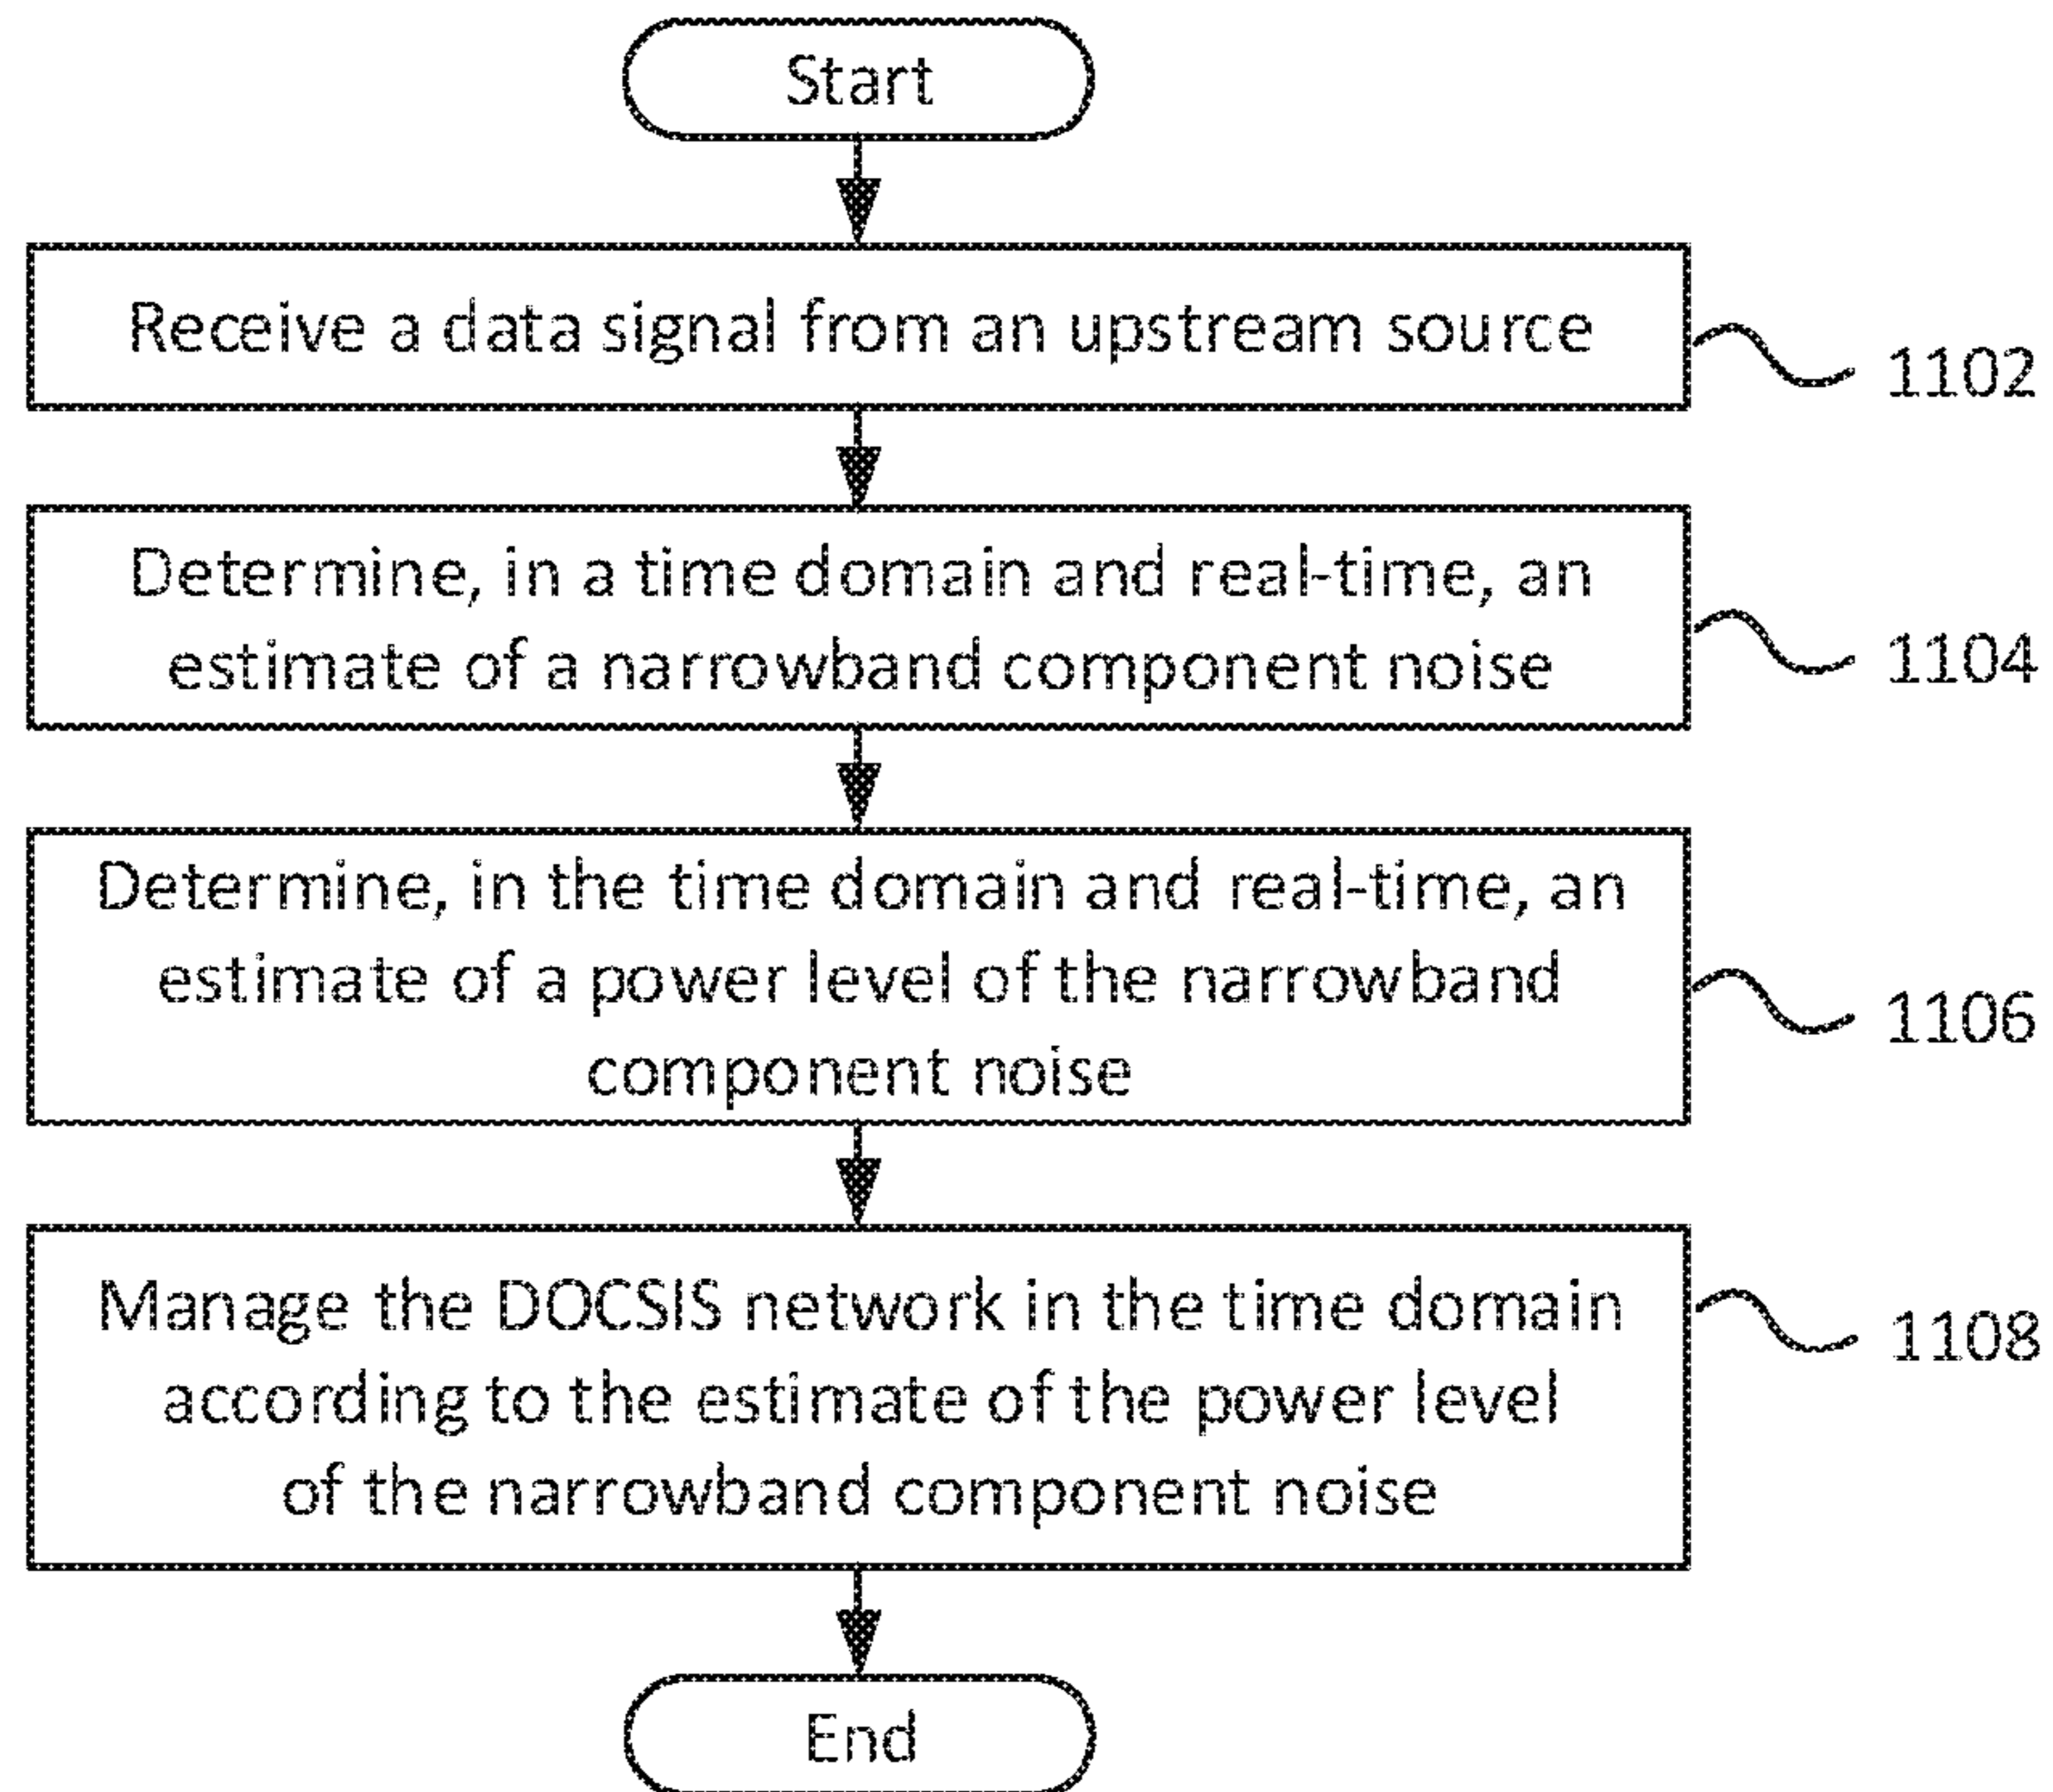 Start
Receive a data signal from an upstream source
1102
Determine, in a time domain and real-time, an
estimate of a narrowband component noise
1104
Determine, in the time domain and real-time, an
estimate of a power level of the narrowband
component noise
1106
Manage the DOCSIS network in the time domain
according to the estimate of the power level
of the narrowband component noise
1108
End